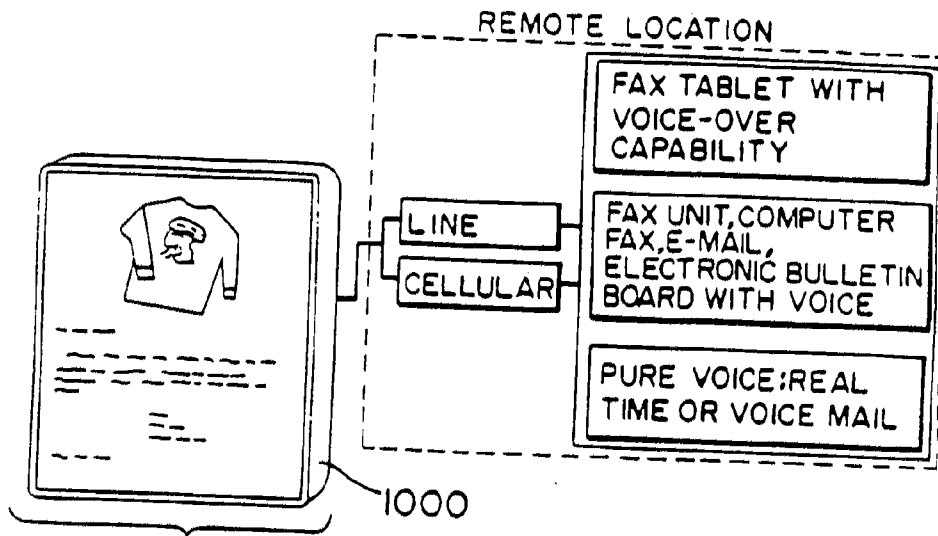 REMOTE LOCATION
FAX TABLET WITH
VOICE-OVER
CAPABILITY
LINE
CELLULAR
FAX UNIT, COMPUTER
FAX, E-MAIL,
ELECTRONIC BULLETIN
BOARD WITH VOICE
PURE VOICE: REAL
TIME OR VOICE MAIL
1000